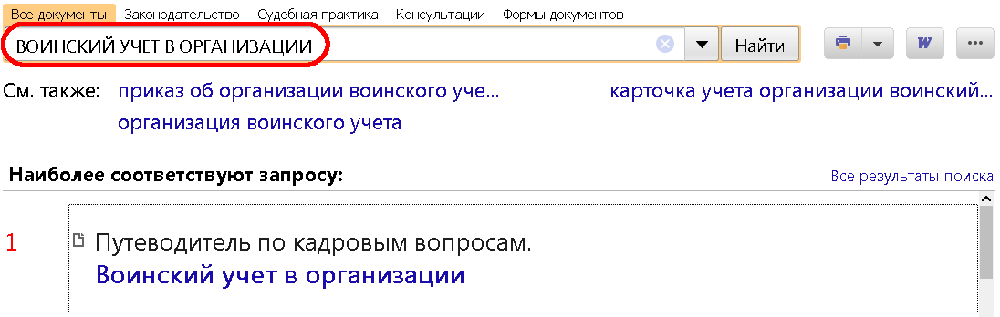 Все документы Законодательство Судебная практика Консультации Формы документов
ВОИНСКИЙ УЧЕТ В ОРГАНИЗАЦИИ Найти W
См. также: приказ об организации воинского уче... карточка учета организации воинский...
организация воинского учета
Наиболее соответствуют запросу: Все результаты поиска
1 Путеводитель по кадровым вопросам.
Воинский учет в организации